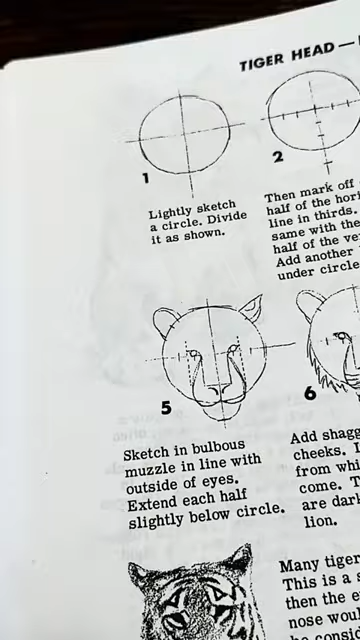 TIGER HEAD —
1
2
Lightly sketch
a circle. Divide
it as shown.
Then mark off
half of the hori
line in thirds.
same with the
half of the ve
Add another
under circle
5
6
Sketch in bulbous
muzzle in line with
outside of eyes.
Extend each half
slightly below circle.
Add shagg
cheeks.
from whi
come. T
are dark
lion.
Many tiger
This is a s
then the e
nose woul
be consid